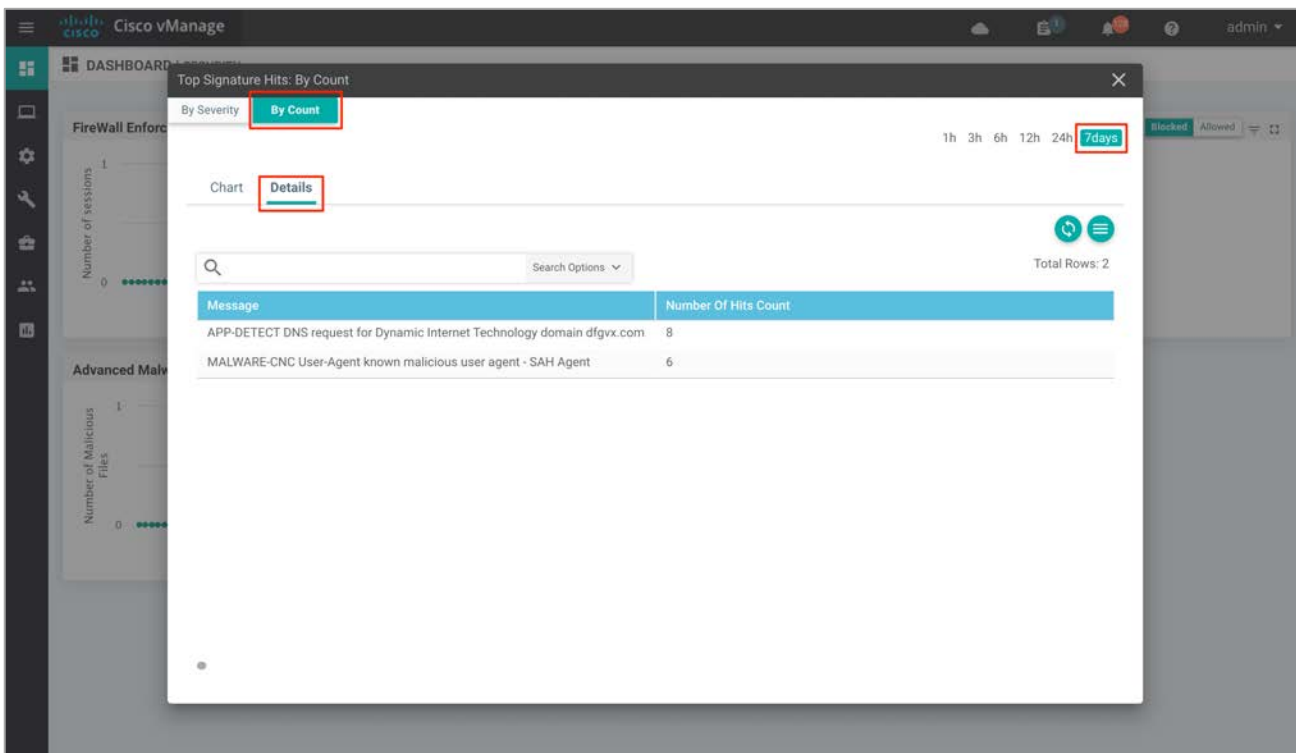 cisco Cisco vManage admin
DASHBOARD
Top Signature Hits: By Count
By Severity By Count
FireWall Enforc
Blocked Allowed
1h 3h 6h 12h 24h 7days
Chart Details
Number of sessions
1
0
Search Options
Total Rows: 2
Message Number Of Hits Count
APP-DETECT DNS request for Dynamic Internet Technology domain dfgvx.com 8
MALWARE-CNC User-Agent known malicious user agent - SAH Agent 6
Advanced Malw
Number of Malicious
Files
1
0